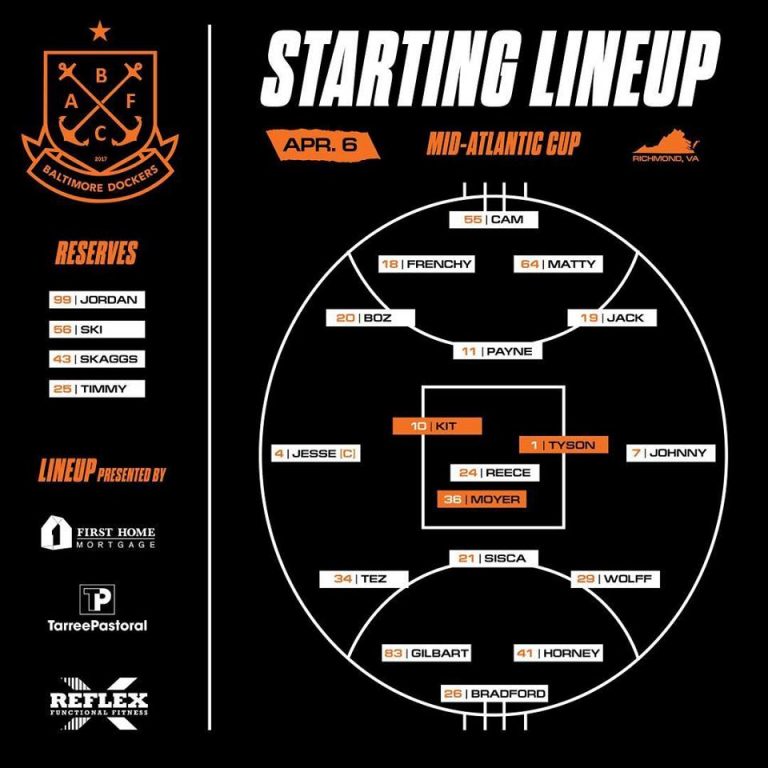 B
A F
C
2017
BALTIMORE DOCKERS
RESERVES
99 | JORDAN
56 | SKI
43 | SKAGGS
25 | TIMMY
LINEUP PRESENTED BY
FIRST HOME
MORTGAGE
TP
TarreePastoral
REFLEX
FUNCTIONAL FITNESS
STARTING LINEUP
APR. 6
MID-ATLANTIC CUP
RICHMOND, VA
55 | CAM
18 | FRENCHY
64 | MATTY
20 | BOZ
19 | JACK
11 | PAYNE
10 | KIT
1 | TYSON
4 | JESSE [C]
7 | JOHNNY
24 | REECE
36 | MOYER
21 | SISCA
34 | TEZ
29 | WOLFF
83 | GILBART
41 | HORNEY
26 | BRADFORD